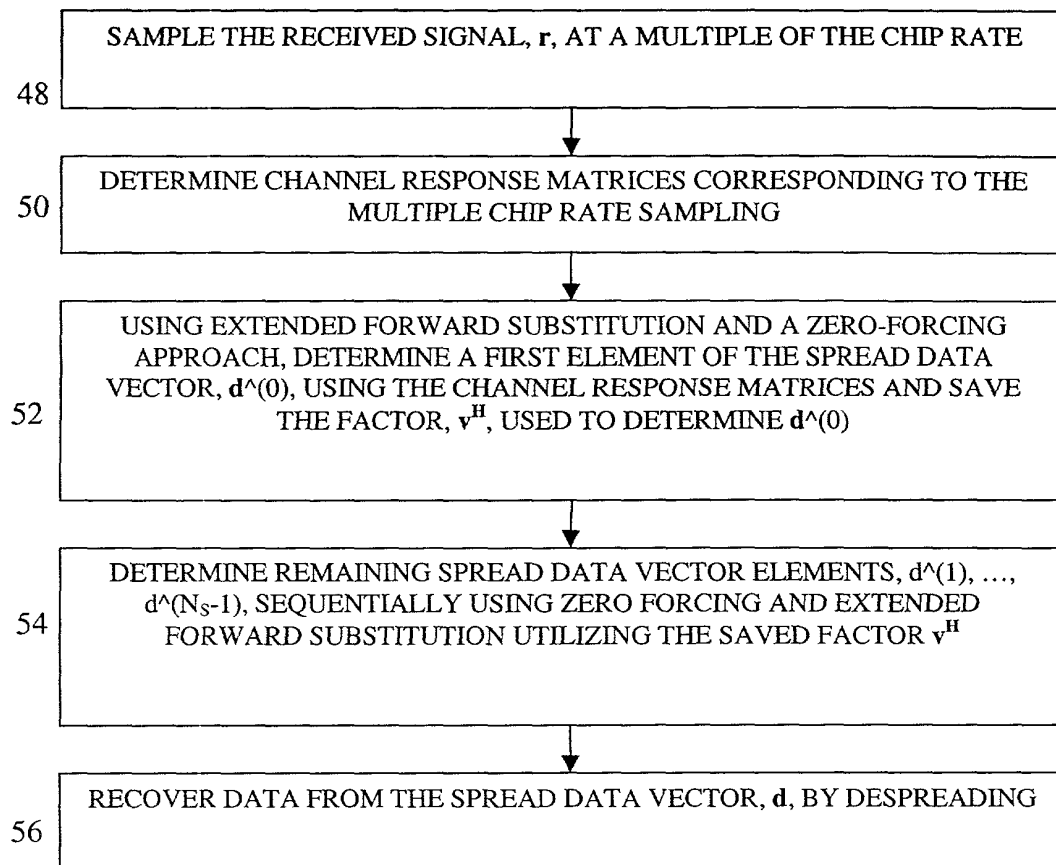 SAMPLE THE RECEIVED SIGNAL, r, AT A MULTIPLE OF THE CHIP RATE
48
DETERMINE CHANNEL RESPONSE MATRICES CORRESPONDING TO THE
MULTIPLE CHIP RATE SAMPLING
50
USING EXTENDED FORWARD SUBSTITUTION AND A ZERO-FORCING
APPROACH, DETERMINE A FIRST ELEMENT OF THE SPREAD DATA
VECTOR, d^(0), USING THE CHANNEL RESPONSE MATRICES AND SAVE
THE FACTOR, v^H, USED TO DETERMINE d^(0)
52
DETERMINE REMAINING SPREAD DATA VECTOR ELEMENTS, d^(1), ...,
d^(N_S-1), SEQUENTIALLY USING ZERO FORCING AND EXTENDED
FORWARD SUBSTITUTION UTILIZING THE SAVED FACTOR v^H
54
RECOVER DATA FROM THE SPREAD DATA VECTOR, d, BY DESPREADING
56